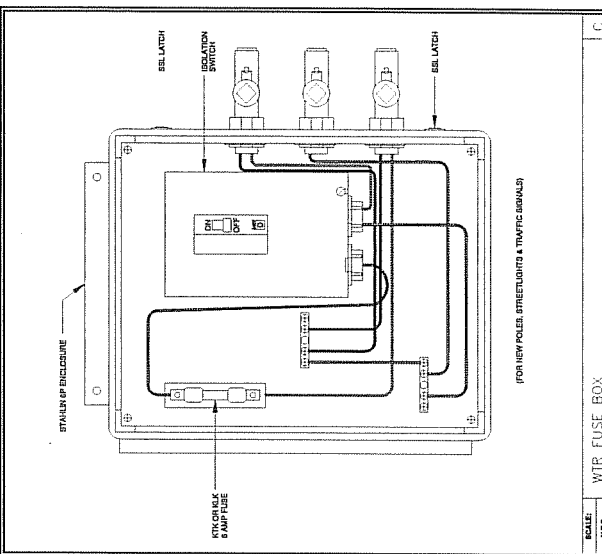 SSL LATCH
ISOLATION
SWITCH
SSL LATCH
STAHLIN 6P ENCLOSURE
ON
OFF
KTK OR KLK
5 AMP FUSE
(FOR NEW POLES, STREETLIGHTS & TRAFFIC SIGNALS)
WTR FUSE BOX
SCALE: